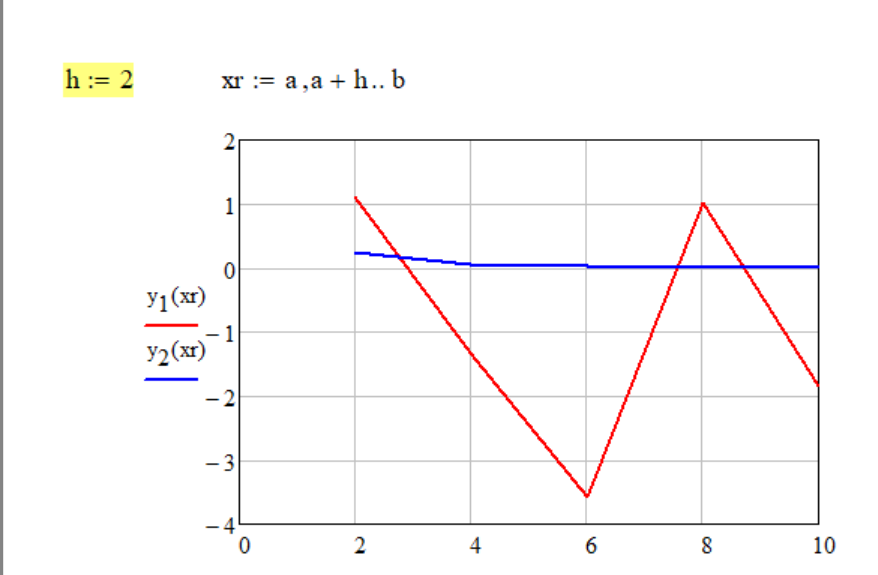 h := 2 xr := a ,a + h.. b
2
1
0
y1(xr)
−1
y2(xr)
−2
−3
−4
0 2 4 6 8 10